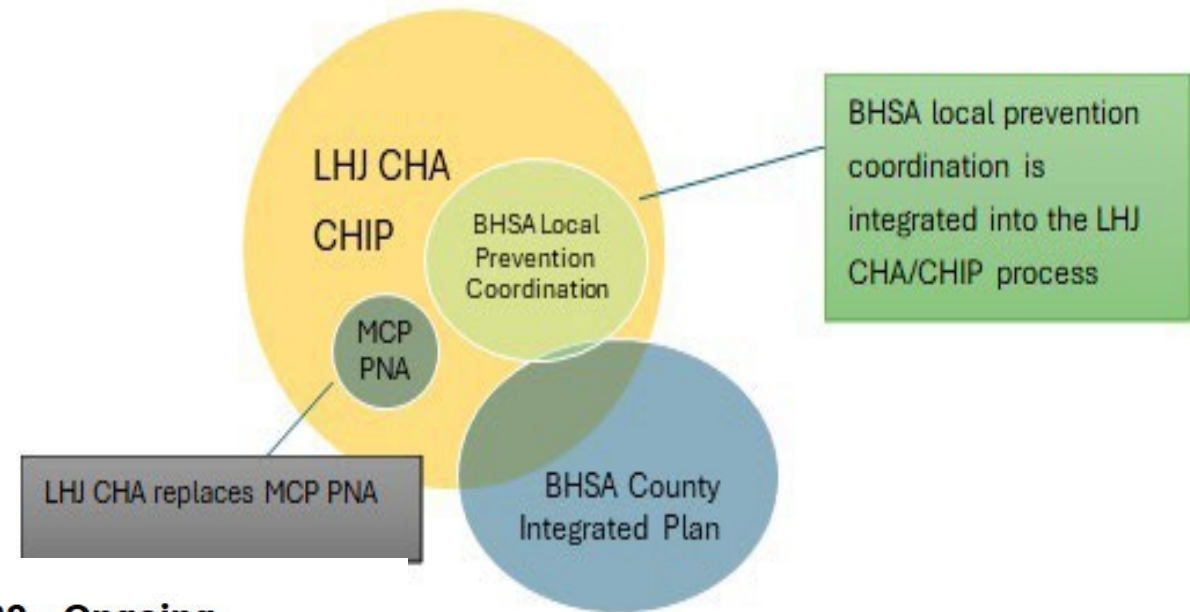 LHJ CHA
CHIP
BHSA Local
Prevention
Coordination
MCP
PNA
BHSA County
Integrated Plan
BHSA local prevention
coordination is
integrated into the LHJ
CHA/CHIP process
LHJ CHA replaces MCP PNA